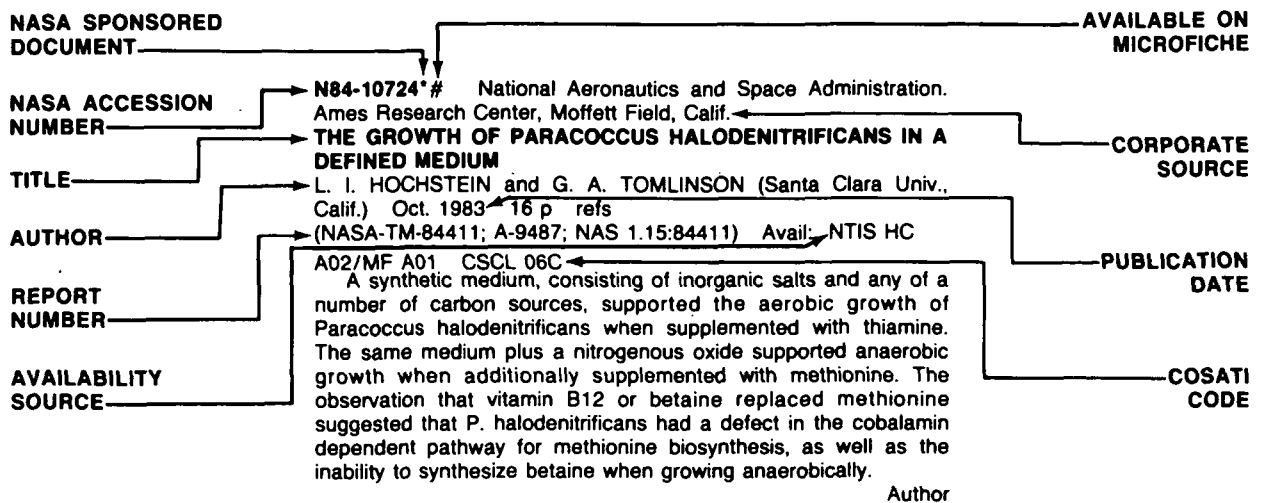 NASA SPONSORED
DOCUMENT
AVAILABLE ON
MICROFICHE
NASA ACCESSION
NUMBER
N84-10724*# National Aeronautics and Space Administration.
Ames Research Center, Moffett Field, Calif.
CORPORATE
SOURCE
TITLE
THE GROWTH OF PARACOCCUS HALODENITRIFICANS IN A
DEFINED MEDIUM
AUTHOR
L. I. HOCHSTEIN and G. A. TOMLINSON (Santa Clara Univ.,
Calif.) Oct. 1983 16 p refs
PUBLICATION
DATE
REPORT
NUMBER
(NASA-TM-84411; A-9487; NAS 1.15:84411) Avail: NTIS HC
A02/MF A01 CSCL 06C
AVAILABILITY
SOURCE
COSATI
CODE
A synthetic medium, consisting of inorganic salts and any of a
number of carbon sources, supported the aerobic growth of
Paracoccus halodenitrificans when supplemented with thiamine.
The same medium plus a nitrogenous oxide supported anaerobic
growth when additionally supplemented with methionine. The
observation that vitamin B12 or betaine replaced methionine
suggested that P. halodenitrificans had a defect in the cobalamin
dependent pathway for methionine biosynthesis, as well as the
inability to synthesize betaine when growing anaerobically.
Author